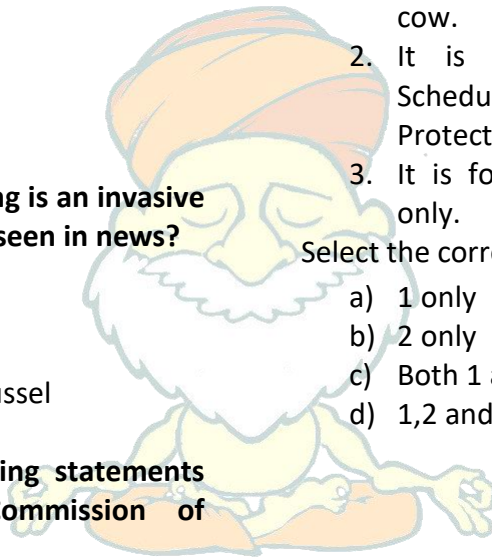 ng is an invasive
seen in news?
ussel
ing statements
ommission of
cow.
2. It is
Schedu
Protect
3. It is fo
only.
Select the corre
a) 1 only
b) 2 only
c) Both 1 a
d) 1,2 and